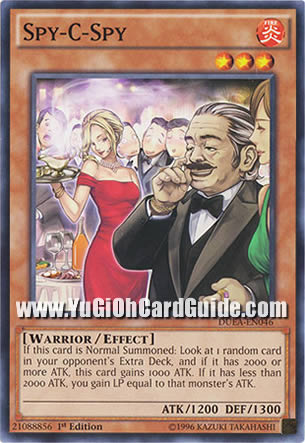 SPY-C-SPY
FIRE
炎
www.YuGiOhCardGuide.com
DUEA-EN046
[WARRIOR / EFFECT]
If this card is Normal Summoned: Look at 1 random card
in your opponent's Extra Deck, and if it has 2000 or
more ATK, this card gains 1000 ATK. If it has less than
2000 ATK, you gain LP equal to that monster's ATK.
ATK/1200 DEF/1300
21088856 1st Edition ©1996 KAZUKI TAKAHASHI